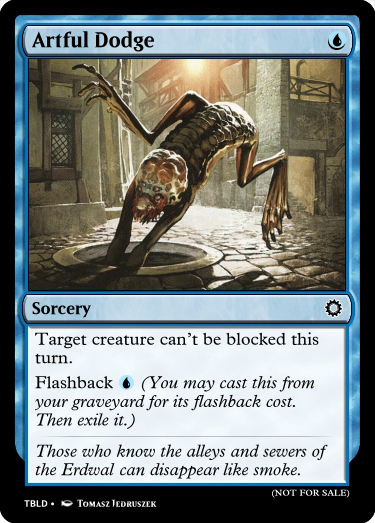 Artful Dodge
Sorcery
Target creature can't be blocked this
turn.
Flashback (You may cast this from
your graveyard for its flashback cost.
Then exile it.)
Those who know the alleys and sewers of
the Erdwal can disappear like smoke.
(NOT FOR SALE)
TBLD • Tomasz Jedruszek